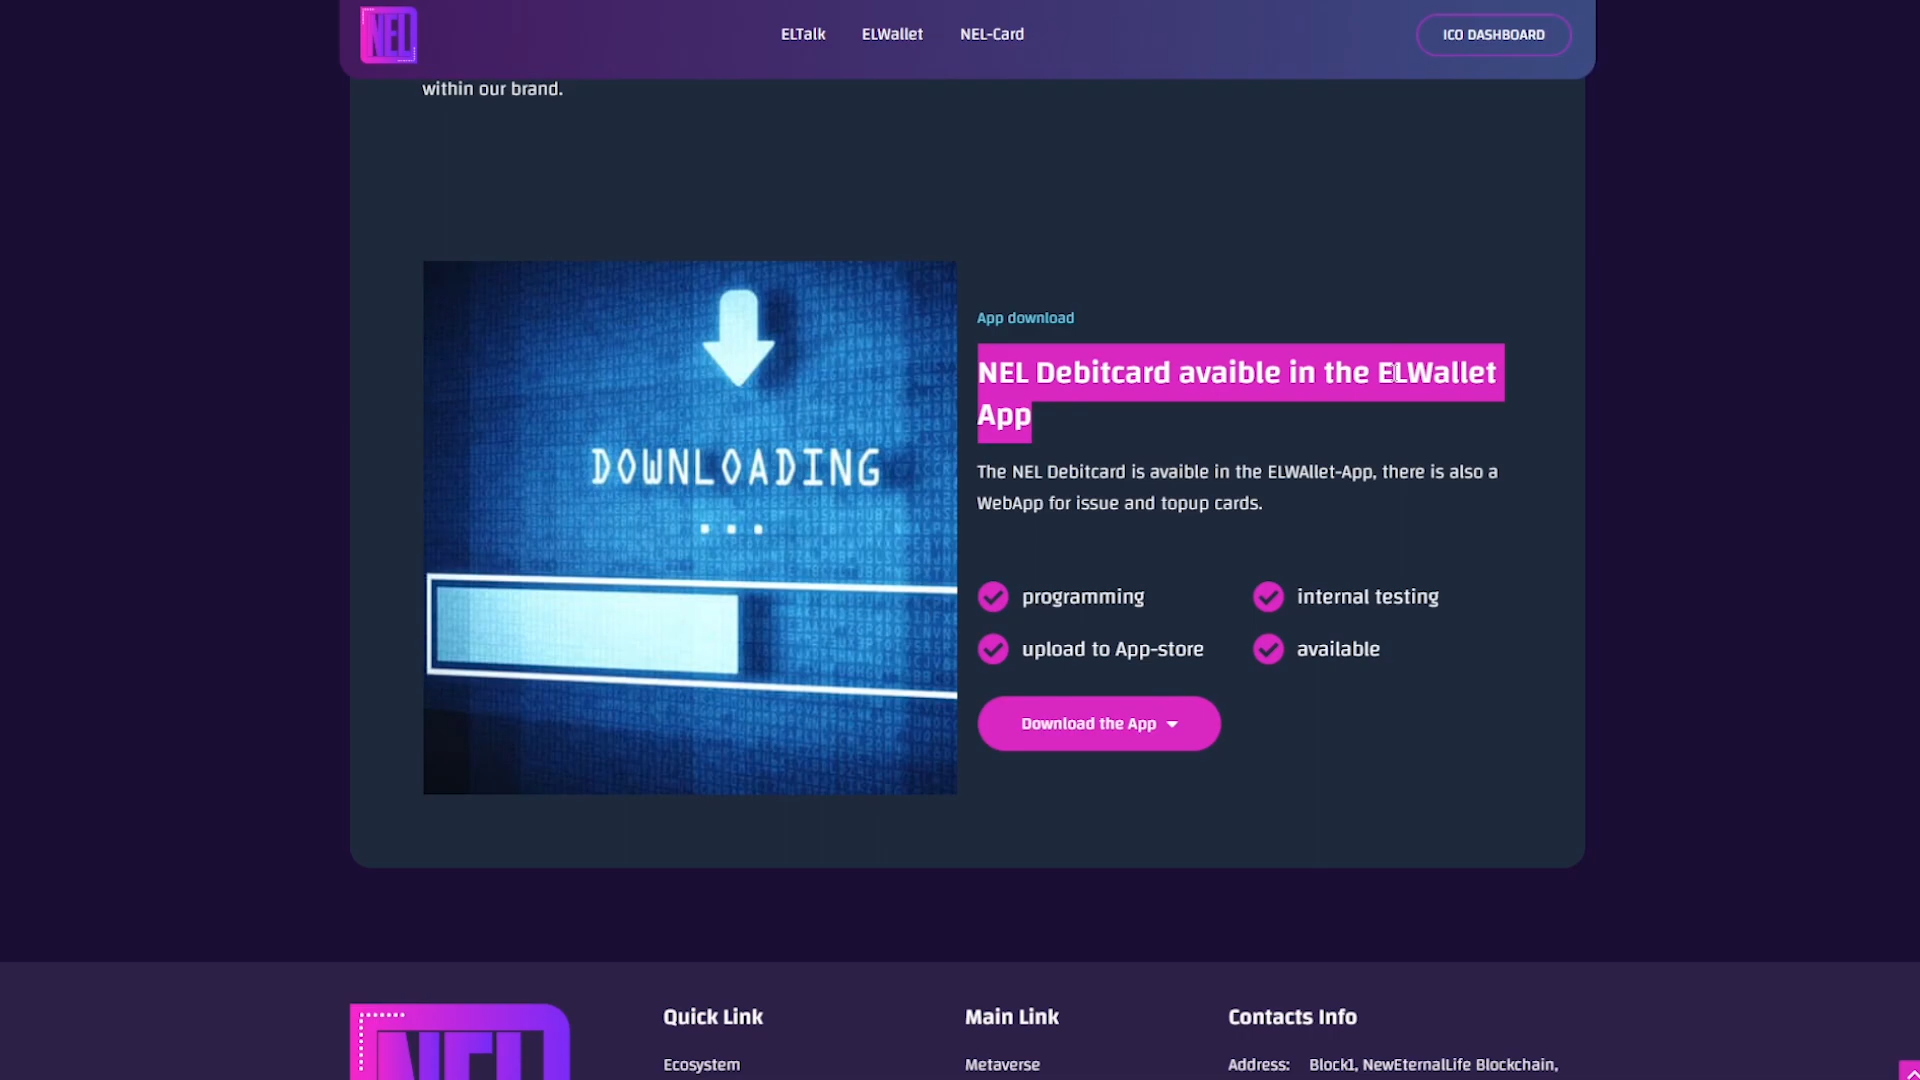 NEL
ELTalk
ELWallet
NEL-Card
ICO DASHBOARD
within our brand.
DOWNLOADING
...
App download
NEL Debitcard avaible in the ELWallet
App
The NEL Debitcard is avaible in the ELWAllet-App, there is also a
WebApp for issue and topup cards.
programming
internal testing
upload to App-store
available
Download the App
NEL
Quick Link
Main Link
Contacts Info
Ecosystem
Metaverse
Address: Block1, NewEternalLife Blockchain,